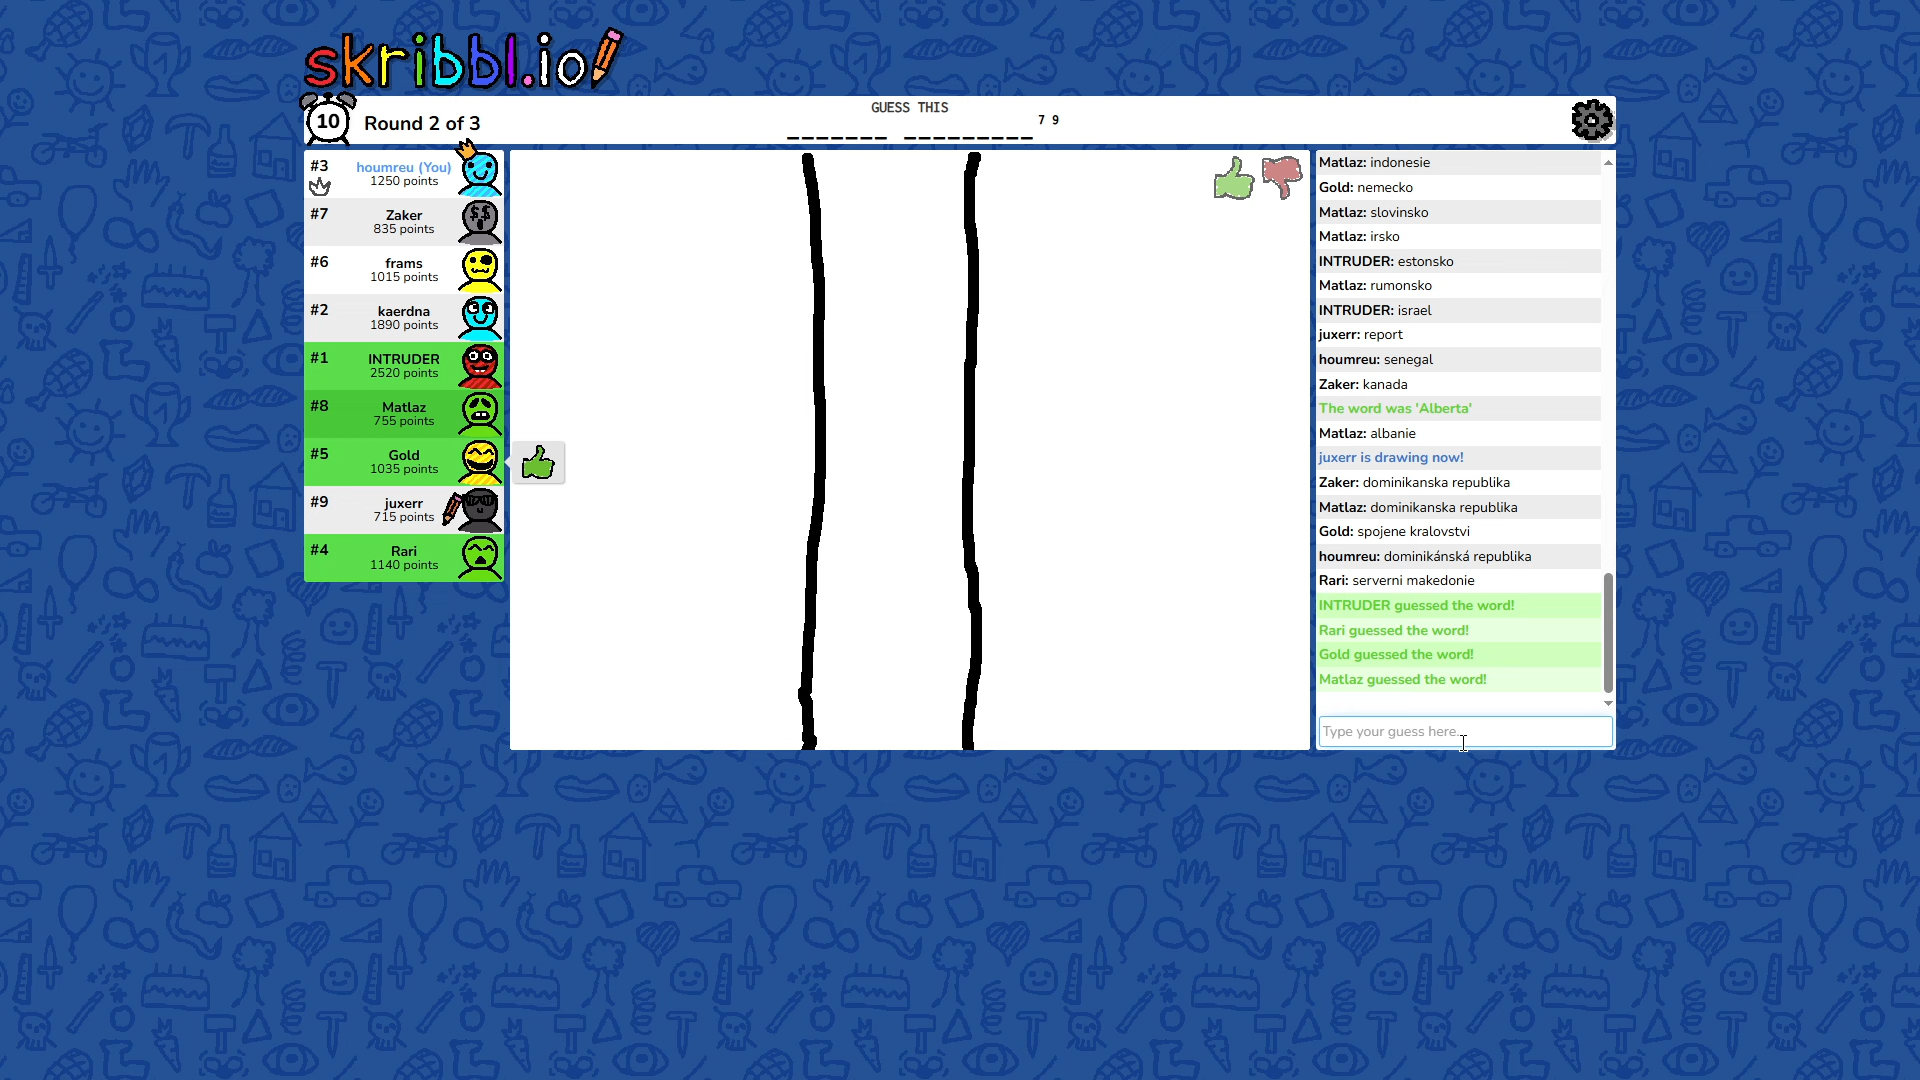 skribbl.io
10
Round 2 of 3
GUESS THIS
_______ _________ 7 9
#3
houmreu (You)
1250 points
#7
Zaker
835 points
#6
frams
1015 points
#2
kaerdna
1890 points
#1
INTRUDER
2520 points
#8
Matlaz
755 points
#5
Gold
1035 points
#9
juxerr
715 points
#4
Rari
1140 points
Matlaz: indonesie
Gold: nemecko
Matlaz: slovinsko
Matlaz: irsko
INTRUDER: estonsko
Matlaz: rumonsko
INTRUDER: israel
juxerr: report
houmreu: senegal
Zaker: kanada
The word was 'Alberta'
Matlaz: albanie
juxerr is drawing now!
Zaker: dominikanska republika
Matlaz: dominikanska republika
Gold: spojene kralovstvi
houmreu: dominikánská republika
Rari: serverni makedonie
INTRUDER guessed the word!
Rari guessed the word!
Gold guessed the word!
Matlaz guessed the word!
Type your guess here...